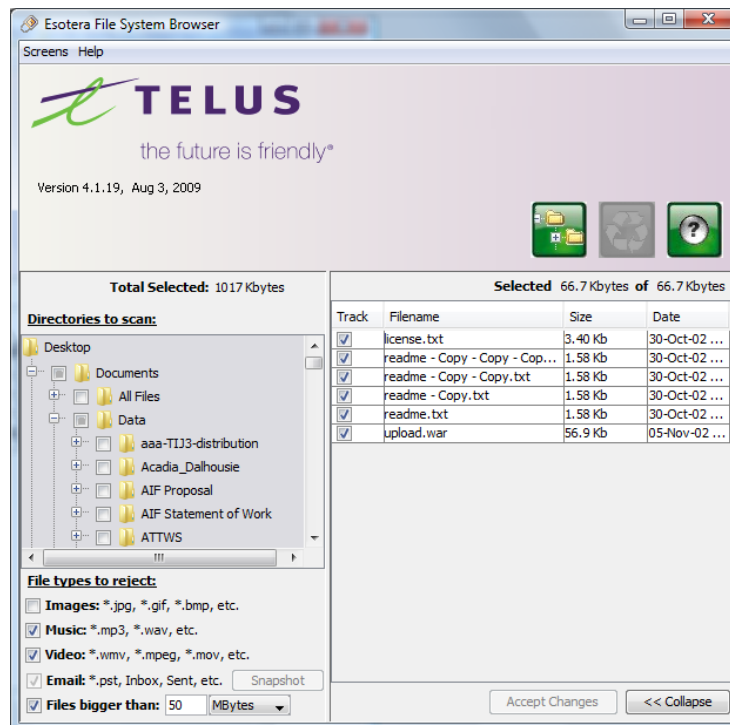 Esotera File System Browser
Screens Help
TELUS
the future is friendly®
Version 4.1.19, Aug 3, 2009
Total Selected: 1017 Kbytes
Directories to scan:
Desktop
Documents
All Files
Data
aaa-TIJ3-distribution
Acadia_Dalhousie
AIF Proposal
AIF Statement of Work
ATTWS
File types to reject:
Images: *.jpg, *.gif, *.bmp, etc.
Music: *.mp3, *.wav, etc.
Video: *.wmv, *.mpeg, *.mov, etc.
Email: *.pst, Inbox, Sent, etc. Snapshot
Files bigger than: 50 MBytes
Selected 66.7 Kbytes of 66.7 Kbytes
Track Filename Size Date
license.txt 3.40 Kb 30-Oct-02 ...
readme - Copy - Copy - Cop... 1.58 Kb 30-Oct-02 ...
readme - Copy - Copy.txt 1.58 Kb 30-Oct-02 ...
readme - Copy.txt 1.58 Kb 30-Oct-02 ...
readme.txt 1.58 Kb 30-Oct-02 ...
upload.war 56.9 Kb 05-Nov-02 ...
Accept Changes << Collapse